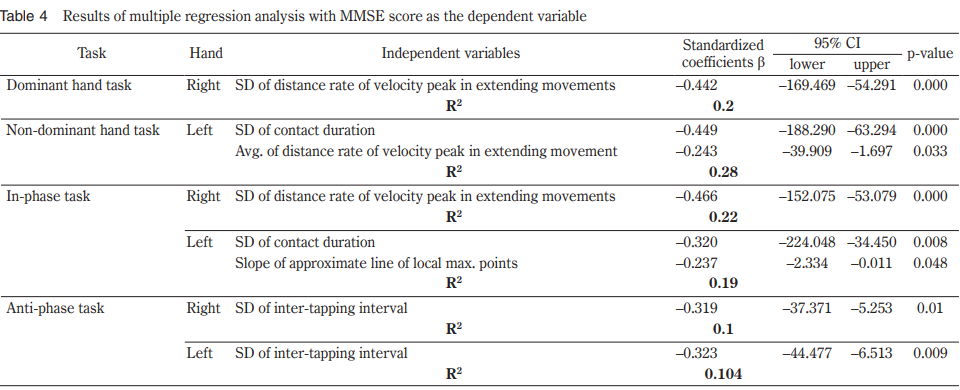 Table 4 Results of multiple regression analysis with MMSE score as the dependent variable
Task Hand Independent variables Standardized coefficients β 95% CI lower upper p-value
Dominant hand task Right SD of distance rate of velocity peak in extending movements –0.442 –169.469 –54.291 0.000
R² 0.2
Non-dominant hand task Left SD of contact duration –0.449 –188.290 –63.294 0.000
Avg. of distance rate of velocity peak in extending movement –0.243 –39.909 –1.697 0.033
R² 0.28
In-phase task Right SD of distance rate of velocity peak in extending movements –0.466 –152.075 –53.079 0.000
R² 0.22
Left SD of contact duration –0.320 –224.048 –34.450 0.008
Slope of approximate line of local max. points –0.237 –2.334 –0.011 0.048
R² 0.19
Anti-phase task Right SD of inter-tapping interval –0.319 –37.371 –5.253 0.01
R² 0.1
Left SD of inter-tapping interval –0.323 –44.477 –6.513 0.009
R² 0.104